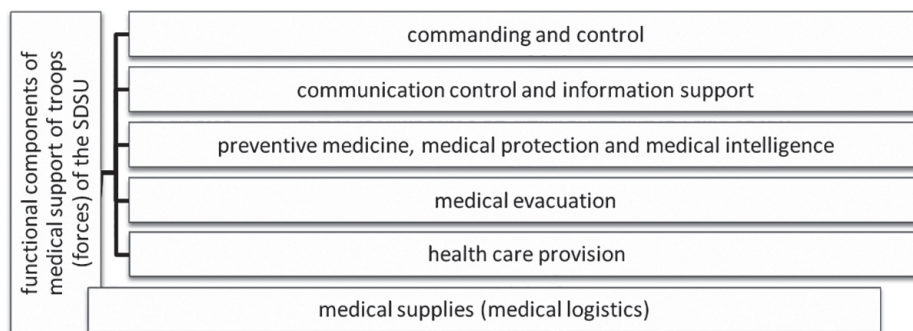 functional components of
medical support of troops
(forces) of the SDSU
commanding and control
communication control and information support
preventive medicine, medical protection and medical intelligence
medical evacuation
health care provision
medical supplies (medical logistics)